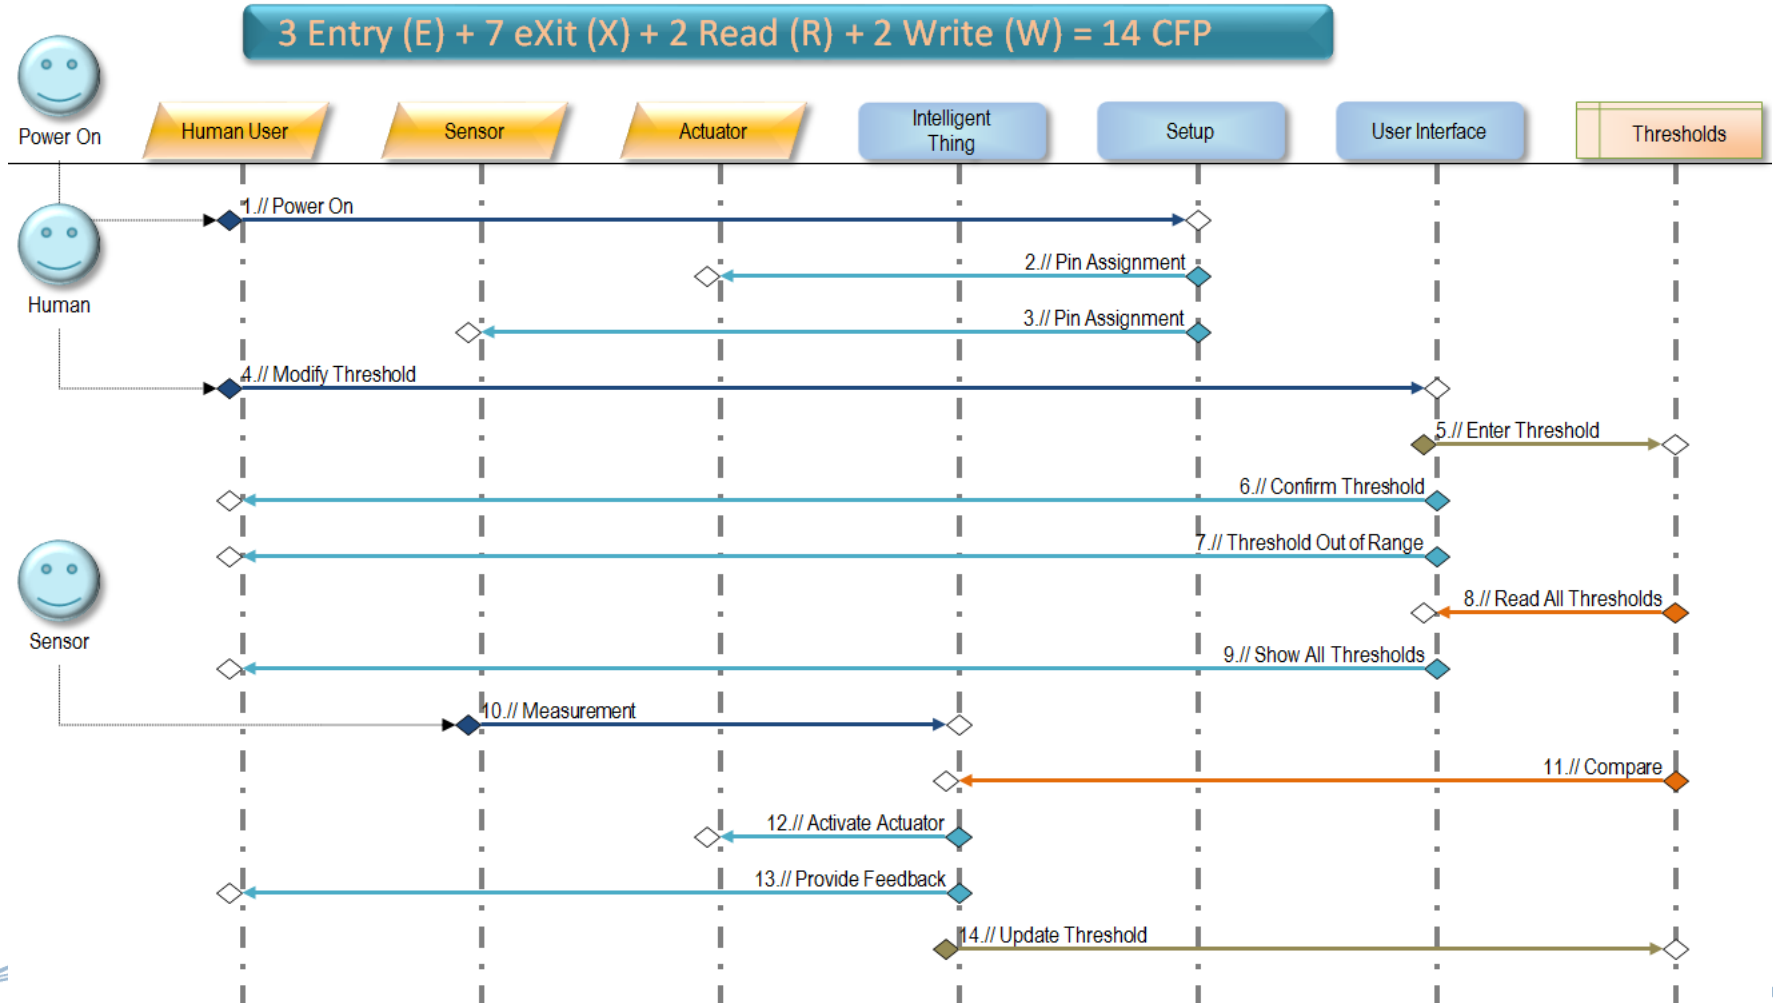 3 Entry (E) + 7 eXit (X) + 2 Read (R) + 2 Write (W) = 14 CFP
Power On
Human User
Sensor
Actuator
Intelligent
Thing
Setup
User Interface
Thresholds
1.// Power On
Human
2.// Pin Assignment
3.// Pin Assignment
4.// Modify Threshold
5.// Enter Threshold
6.// Confirm Threshold
7.// Threshold Out of Range
Sensor
8.// Read All Thresholds
9.// Show All Thresholds
10.// Measurement
11.// Compare
12.// Activate Actuator
13.// Provide Feedback
14.// Update Threshold